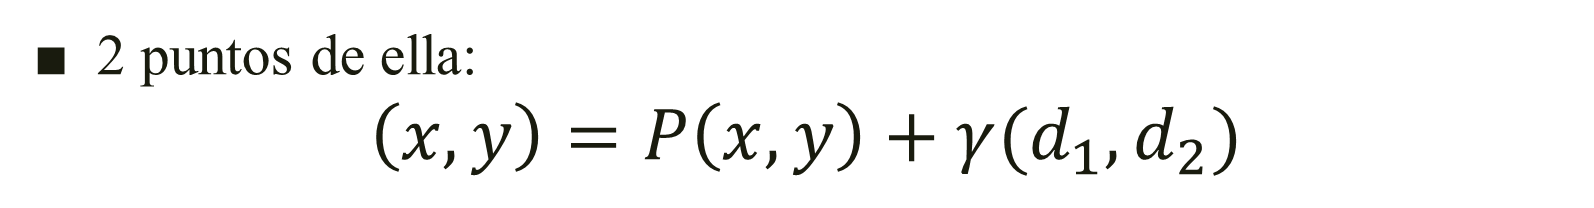 ■ 2 puntos de ella:
(x, y) = P(x, y) + γ(d₁, d₂)